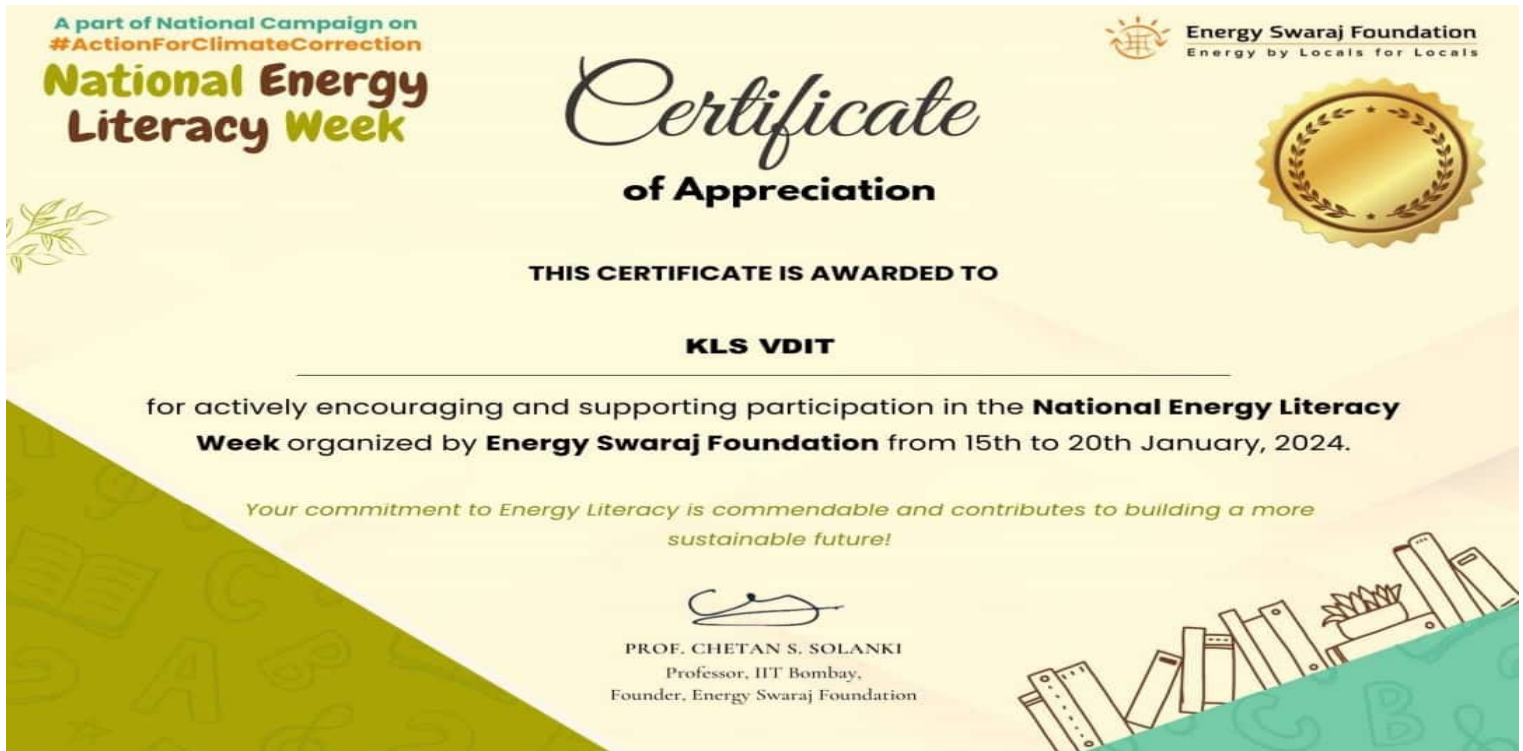 A part of National Campaign on
#ActionForClimateCorrection
National Energy
Literacy Week
Energy Swaraj Foundation
Energy by Locals for Locals
Certificate
of Appreciation
THIS CERTIFICATE IS AWARDED TO
KLS VDIT
for actively encouraging and supporting participation in the National Energy Literacy
Week organized by Energy Swaraj Foundation from 15th to 20th January, 2024.
Your commitment to Energy Literacy is commendable and contributes to building a more
sustainable future!
PROF. CHETAN S. SOLANKI
Professor, IIT Bombay,
Founder, Energy Swaraj Foundation